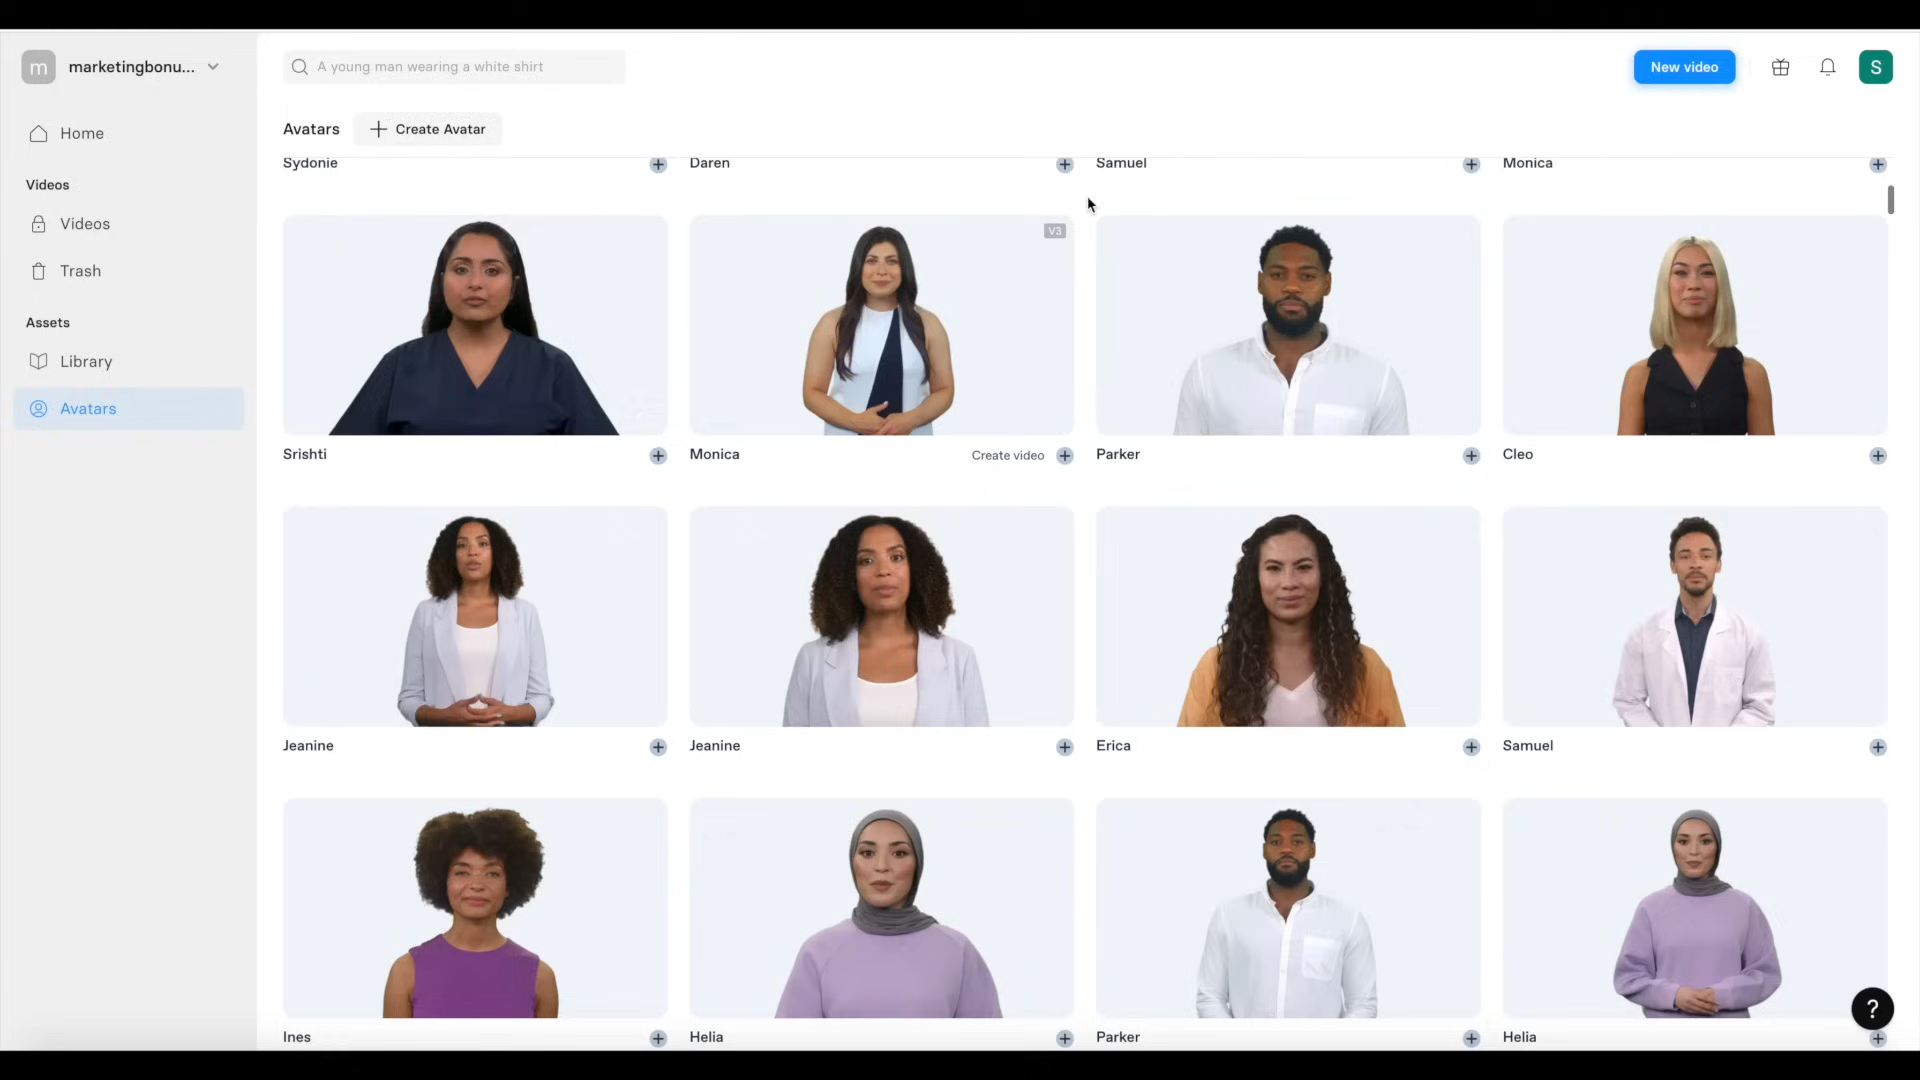 m
marketingbonu...
A young man wearing a white shirt
New video
S
Home
Videos
Videos
Trash
Assets
Library
Avatars
Avatars
Create Avatar
Sydonie
Daren
Samuel
Monica
V3
Srishti
Monica
Create video
Parker
Cleo
Jeanine
Jeanine
Erica
Samuel
Ines
Helia
Parker
Helia
?